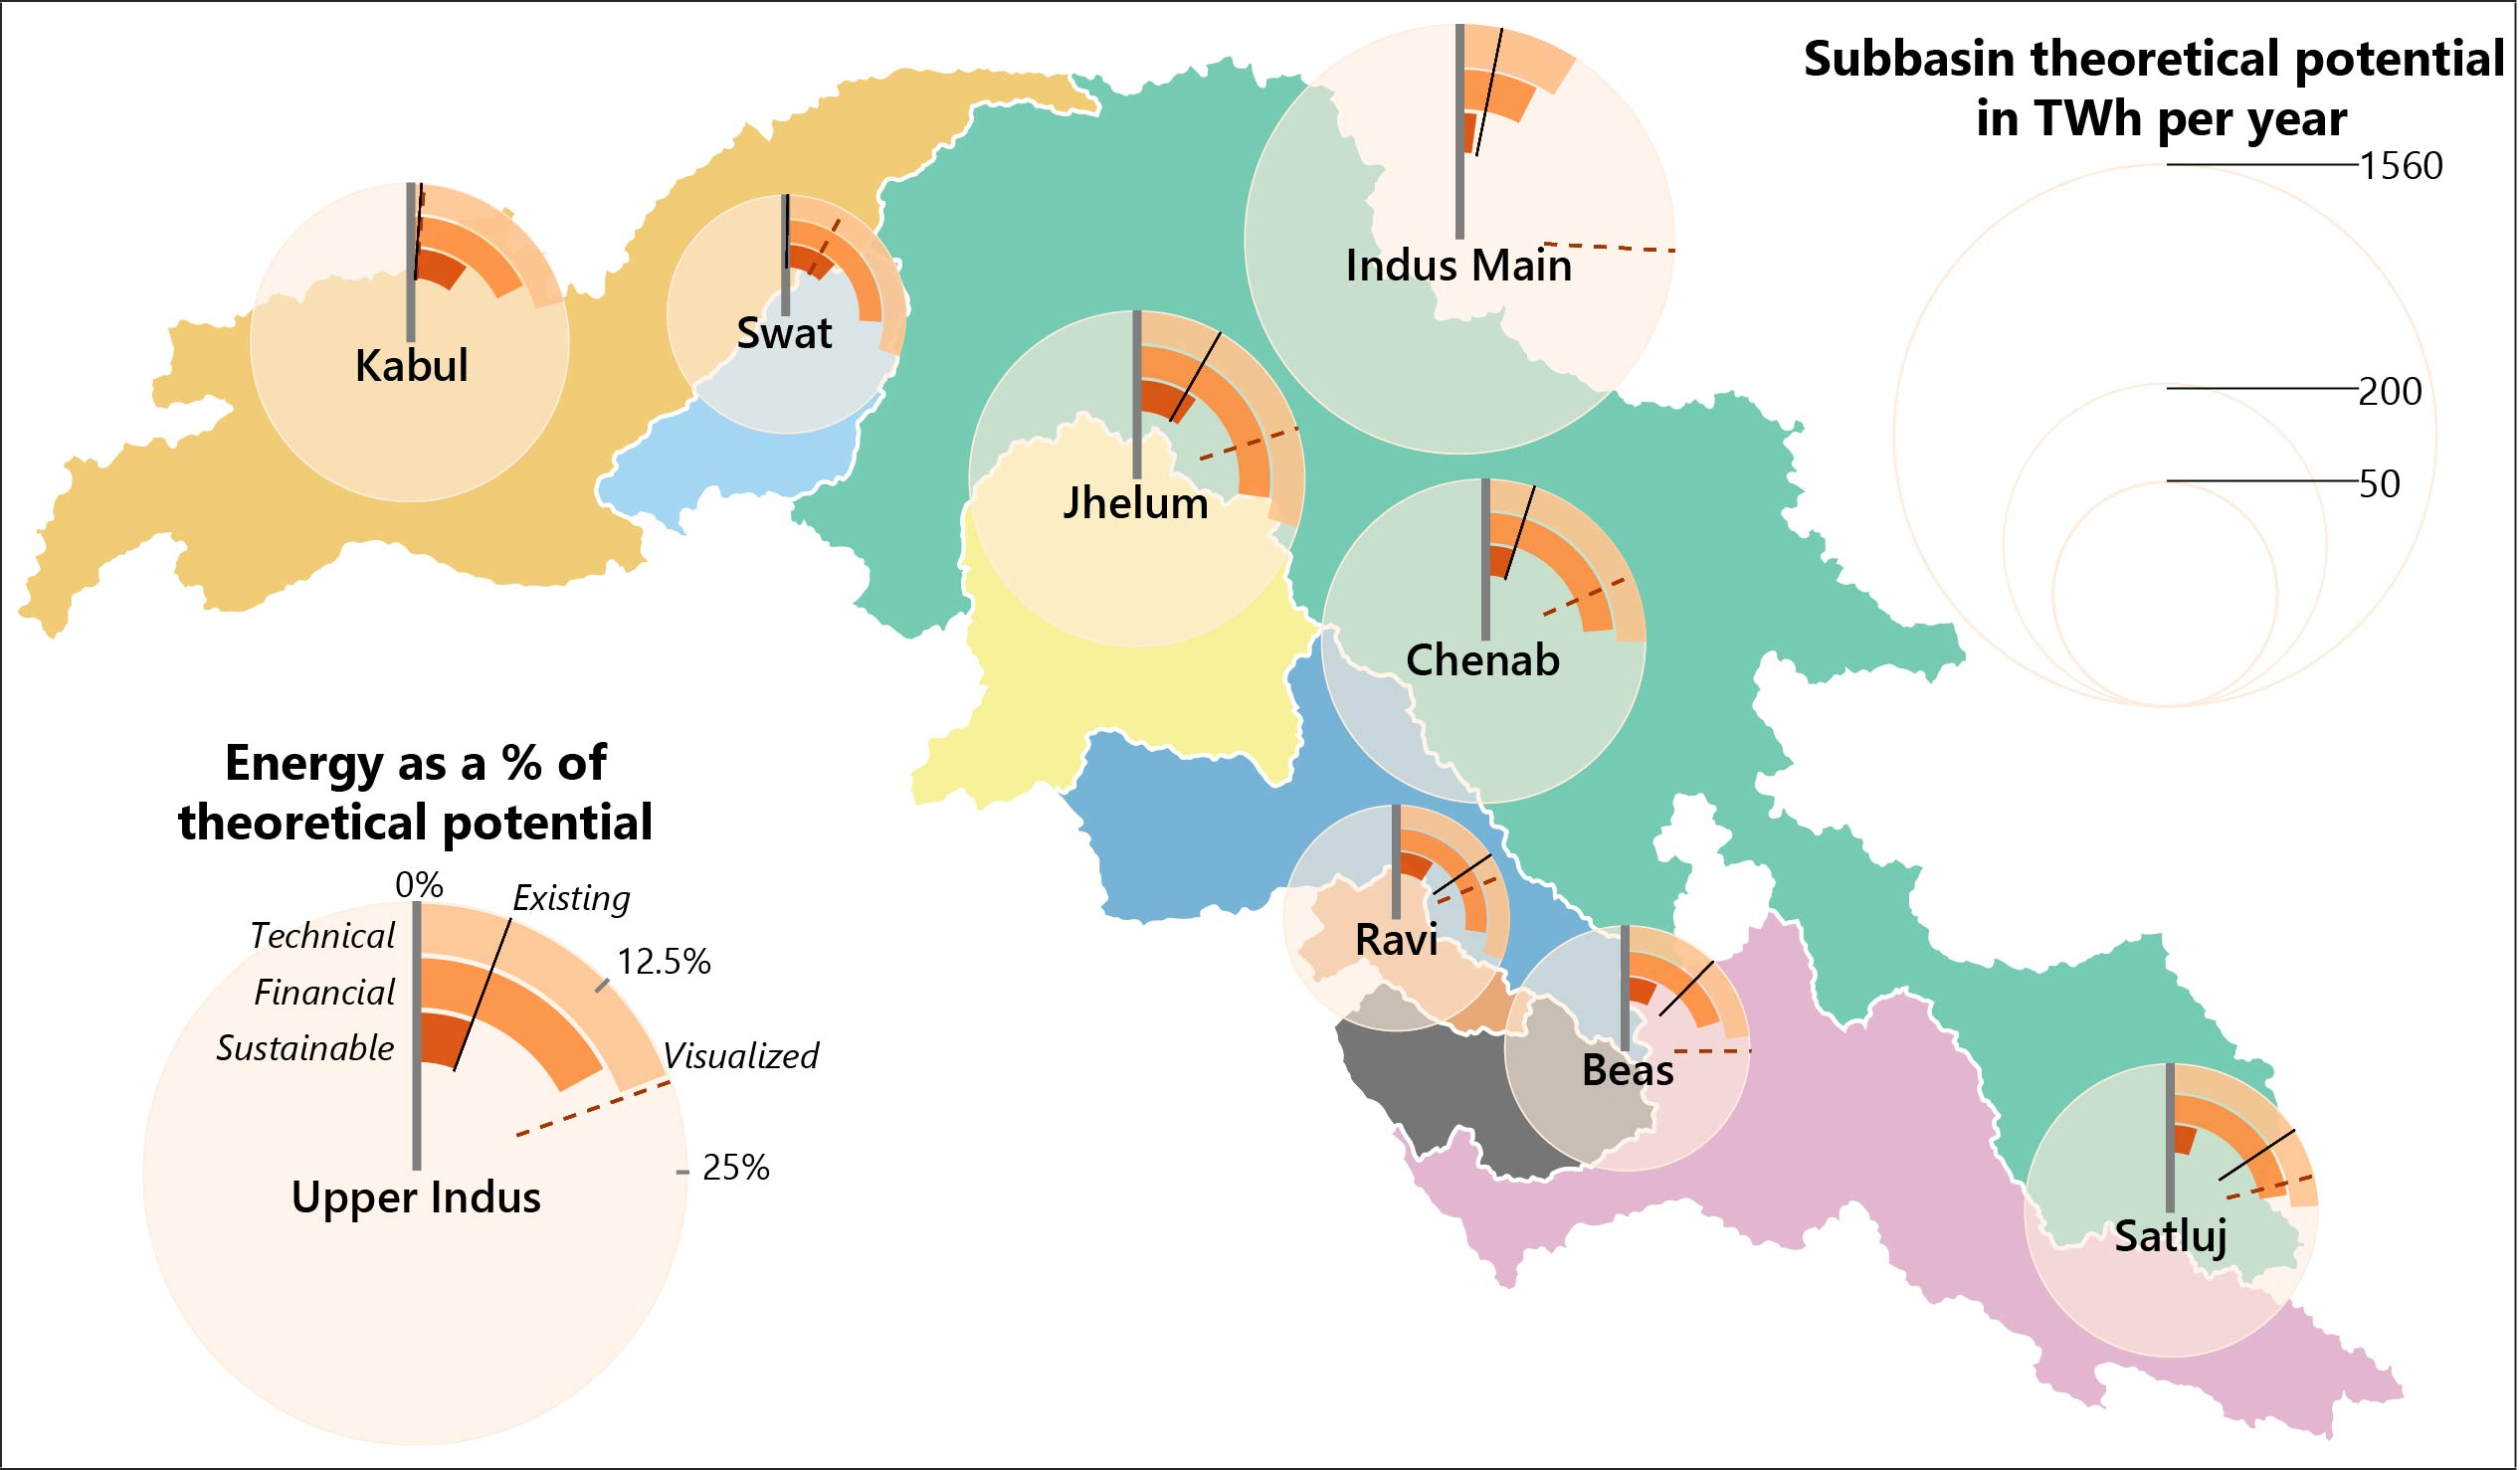 Subbasin theoretical potential
in TWh per year
1560
200
50
Indus Main
Kabul
Swat
Jhelum
Chenab
Ravi
Beas
Satluj
Energy as a % of
theoretical potential
0%
Existing
Technical
12.5%
Financial
Sustainable
Visualized
25%
Upper Indus